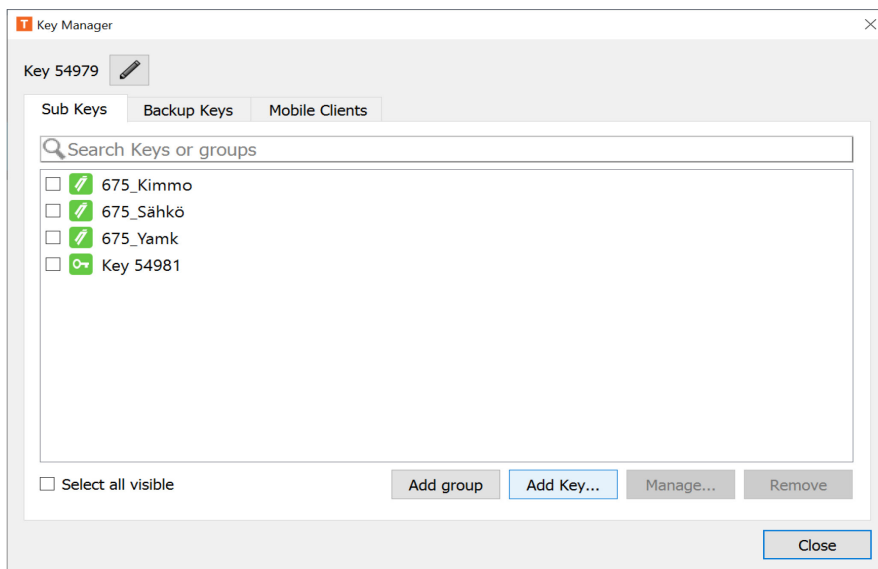 T Key Manager
Key 54979
Sub Keys Backup Keys Mobile Clients
Search Keys or groups
675_Kimmo
675_Sähkö
675_Yamk
Key 54981
Select all visible Add group Add Key... Manage... Remove
Close